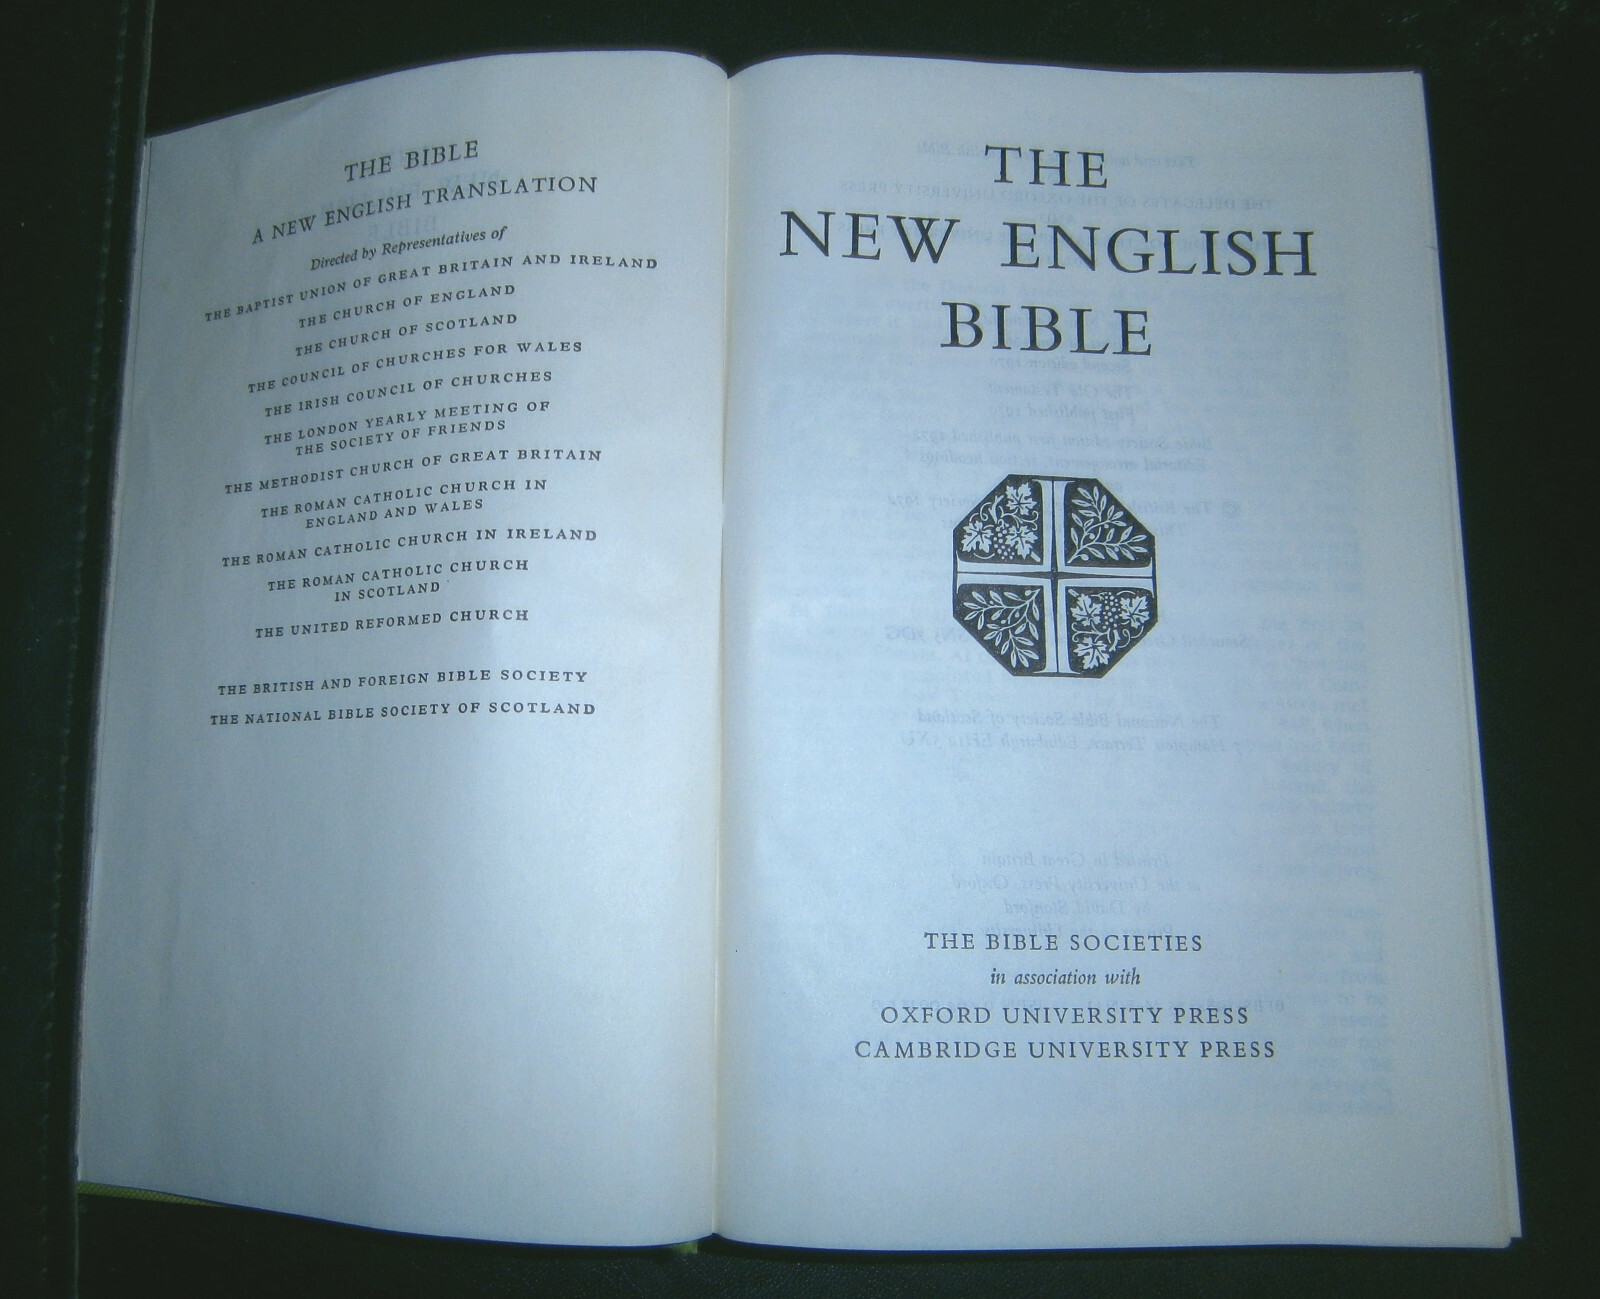 THE BIBLE
A NEW ENGLISH TRANSLATION
Directed by Representatives of
THE BAPTIST UNION OF GREAT BRITAIN AND IRELAND
THE CHURCH OF ENGLAND
THE CHURCH OF SCOTLAND
THE COUNCIL OF CHURCHES FOR WALES
THE IRISH COUNCIL OF CHURCHES
THE LONDON YEARLY MEETING OF
THE SOCIETY OF FRIENDS
THE METHODIST CHURCH OF GREAT BRITAIN
THE ROMAN CATHOLIC CHURCH IN
ENGLAND AND WALES
THE ROMAN CATHOLIC CHURCH IN IRELAND
THE ROMAN CATHOLIC CHURCH
IN SCOTLAND
THE UNITED REFORMED CHURCH
THE BRITISH AND FOREIGN BIBLE SOCIETY
THE NATIONAL BIBLE SOCIETY OF SCOTLAND
THE
NEW ENGLISH
BIBLE
THE BIBLE SOCIETIES
in association with
OXFORD UNIVERSITY PRESS
CAMBRIDGE UNIVERSITY PRESS